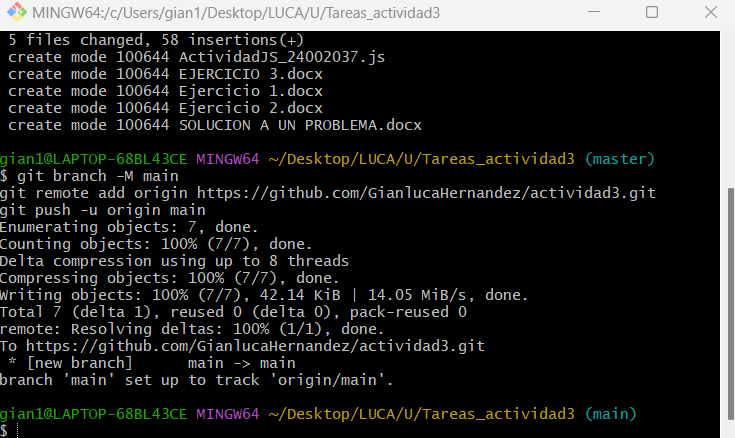 MINGW64:/c/Users/gian1/Desktop/LUCA/U/Tareas_actividad3
5 files changed, 58 insertions(+)
create mode 100644 ActividadJS_24002037.js
create mode 100644 EJERCICIO 3.docx
create mode 100644 Ejercicio 1.docx
create mode 100644 Ejercicio 2.docx
create mode 100644 SOLUCION A UN PROBLEMA.docx
gian1@LAPTOP-68BL43CE MINGW64 ~/Desktop/LUCA/U/Tareas_actividad3 (master)
$ git branch -M main
git remote add origin https://github.com/GianlucaHernandez/actividad3.git
git push -u origin main
Enumerating objects: 7, done.
Counting objects: 100% (7/7), done.
Delta compression using up to 8 threads
Compressing objects: 100% (7/7), done.
Writing objects: 100% (7/7), 42.14 KiB | 14.05 MiB/s, done.
Total 7 (delta 1), reused 0 (delta 0), pack-reused 0
remote: Resolving deltas: 100% (1/1), done.
To https://github.com/GianlucaHernandez/actividad3.git
* [new branch]      main -> main
branch 'main' set up to track 'origin/main'.
gian1@LAPTOP-68BL43CE MINGW64 ~/Desktop/LUCA/U/Tareas_actividad3 (main)
$